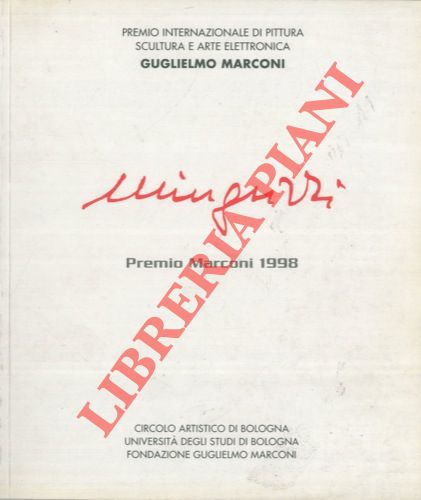 PREMIO INTERNAZIONALE DI PITTURA
SCULTURA E ARTE ELETTRONICA
GUGLIELMO MARCONI
Minguzzi
Premio Marconi 1998
LIBRERIA PIANI
CIRCOLO ARTISTICO DI BOLOGNA
UNIVERSITÀ DEGLI STUDI DI BOLOGNA
FONDAZIONE GUGLIELMO MARCONI